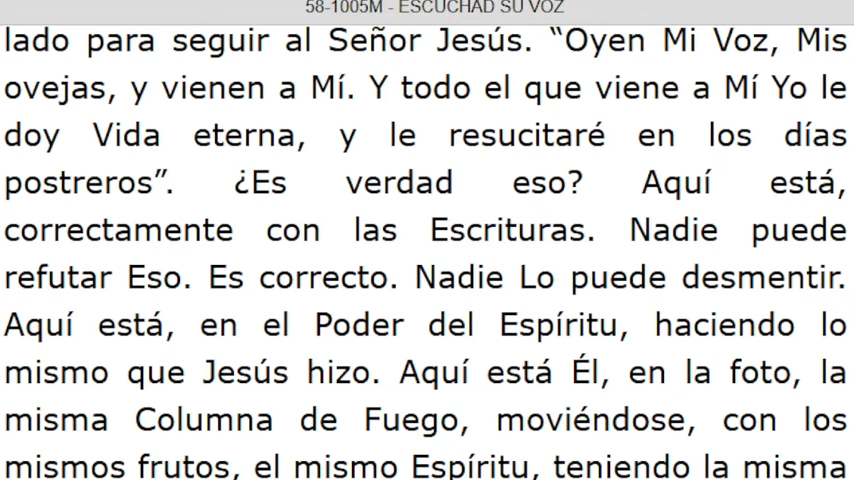 58-1005M - ESCUCHAD SU VOZ
lado para seguir al Señor Jesús. “Oyen Mi Voz, Mis
ovejas, y vienen a Mí. Y todo el que viene a Mí Yo le
doy Vida eterna, y le resucitaré en los días
postreros”. ¿Es verdad eso? Aquí está,
correctamente con las Escrituras. Nadie puede
refutar Eso. Es correcto. Nadie Lo puede desmentir.
Aquí está, en el Poder del Espíritu, haciendo lo
mismo que Jesús hizo. Aquí está Él, en la foto, la
misma Columna de Fuego, moviéndose, con los
mismos frutos, el mismo Espíritu, teniendo la misma